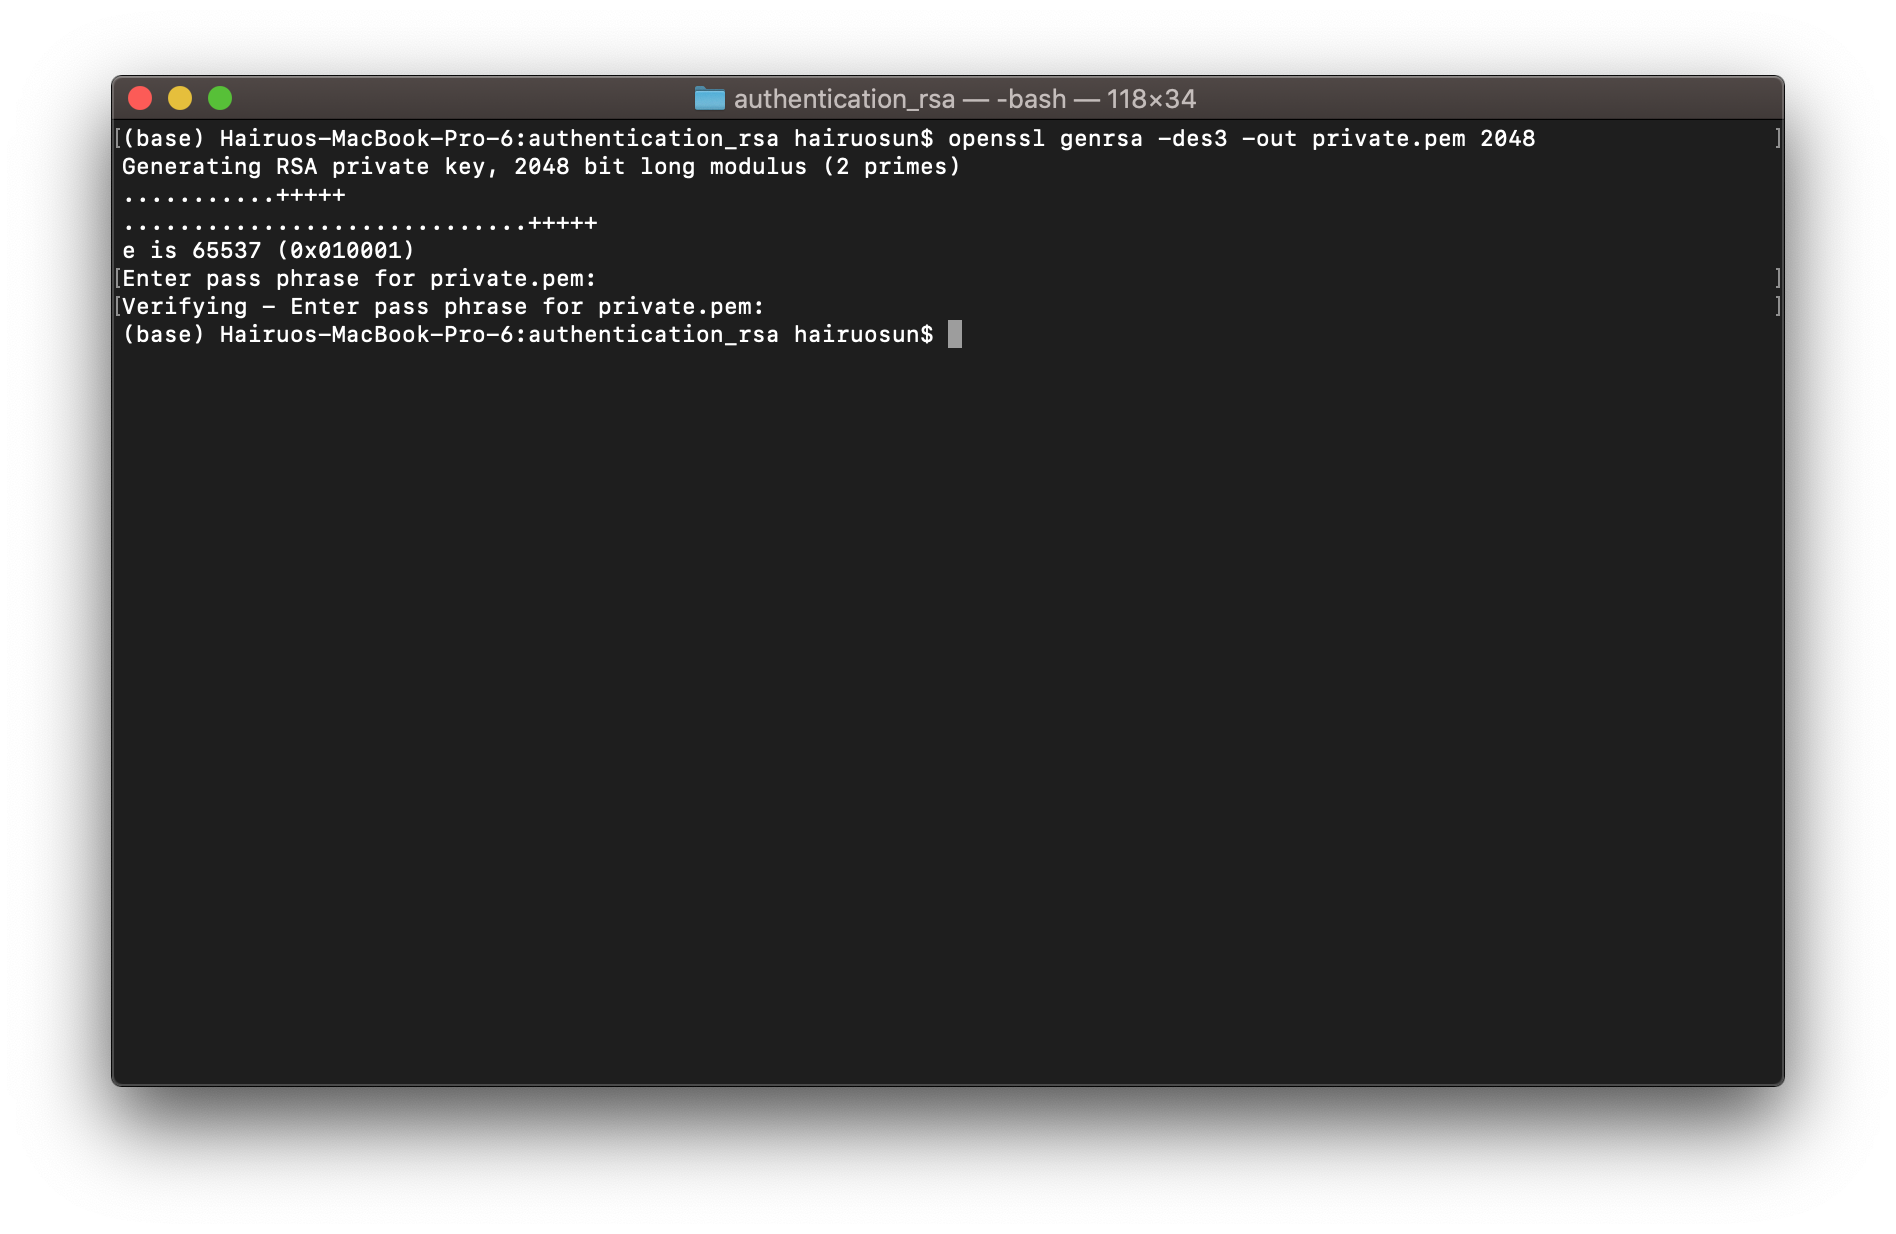 authentication_rsa — -bash — 118×34
[(base) Hairuos-MacBook-Pro-6:authentication_rsa hairuosun$ openssl genrsa -des3 -out private.pem 2048 ]
Generating RSA private key, 2048 bit long modulus (2 primes)
...........+++++
.............................+++++
e is 65537 (0x010001)
[Enter pass phrase for private.pem: ]
[Verifying - Enter pass phrase for private.pem: ]
(base) Hairuos-MacBook-Pro-6:authentication_rsa hairuosun$